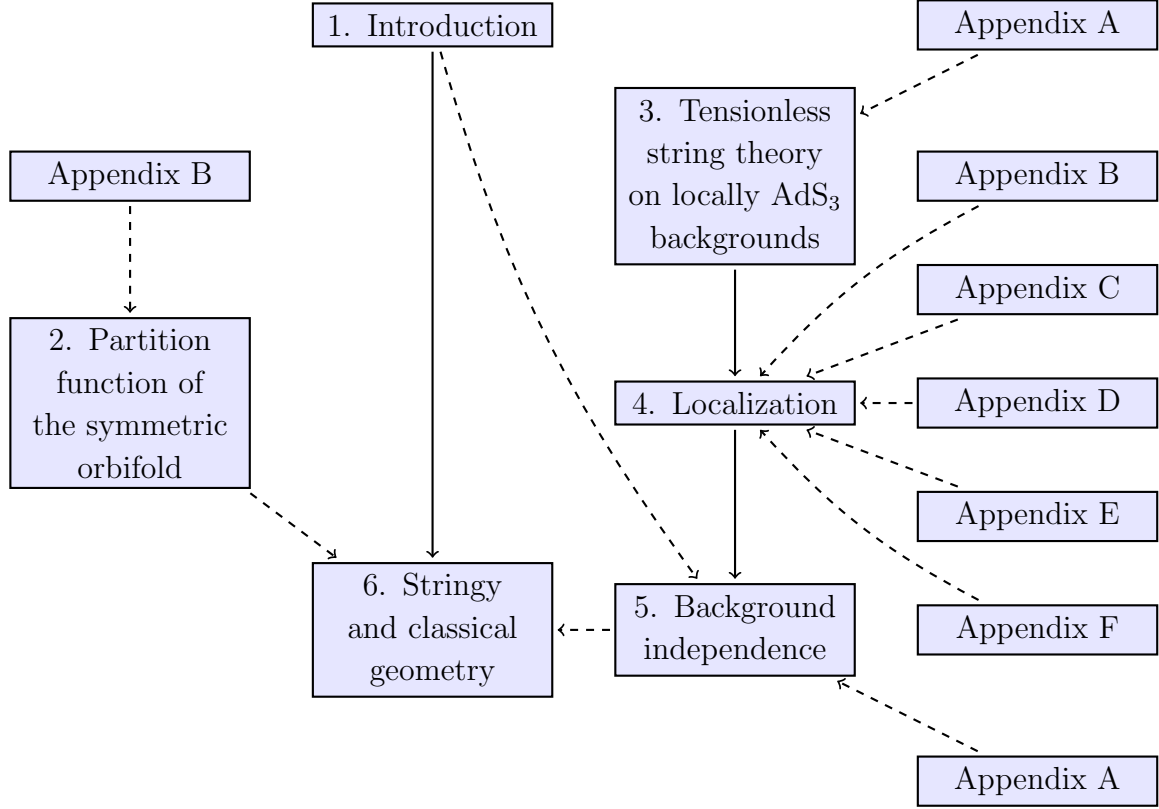 1. Introduction
Appendix A
3. Tensionless
string theory
on locally AdS₃
backgrounds
Appendix B
Appendix B
Appendix C
2. Partition
function of
the symmetric
orbifold
4. Localization
Appendix D
Appendix E
6. Stringy
and classical
geometry
5. Background
independence
Appendix F
Appendix A